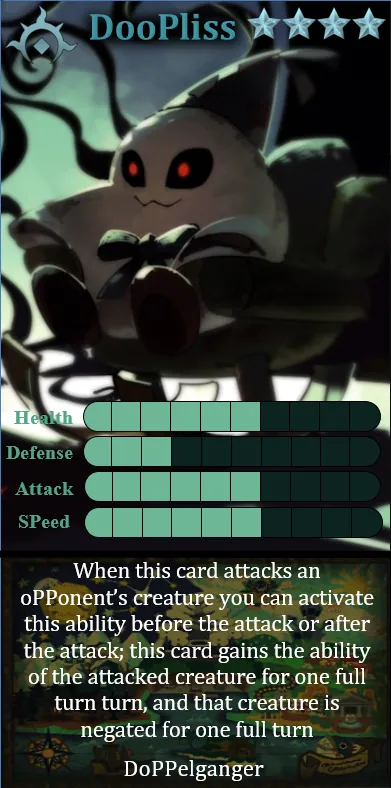 DooPliss
Health
Defense
Attack
SPeed
When this card attacks an
oPPonent's creature you can activate
this ability before the attack or after
the attack; this card gains the ability
of the attacked creature for one full
turn turn, and that creature is
negated for one full turn
DoPPelganger